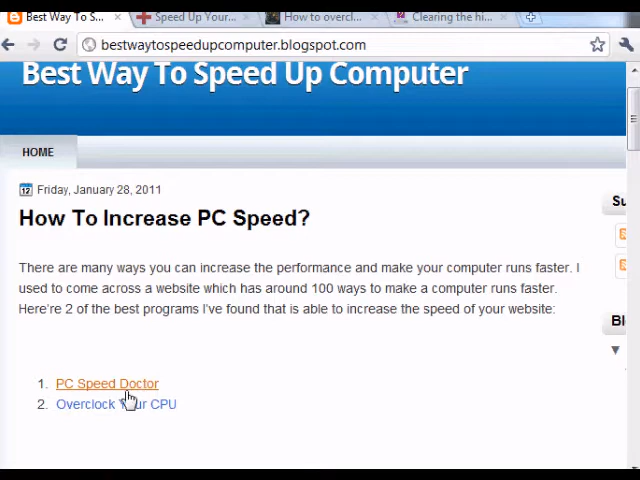 Best Way To S...
Speed Up Your...
How to overcl...
Clearing the hi...
bestwaytospeedupcomputer.blogspot.com
Best Way To Speed Up Computer
HOME
12
Friday, January 28, 2011
How To Increase PC Speed?
Su
There are many ways you can increase the performance and make your computer runs faster. I
used to come across a website which has around 100 ways to make a computer runs faster.
Here're 2 of the best programs I've found that is able to increase the speed of your website:
Bl
1. PC Speed Doctor
2. Overclock Your CPU